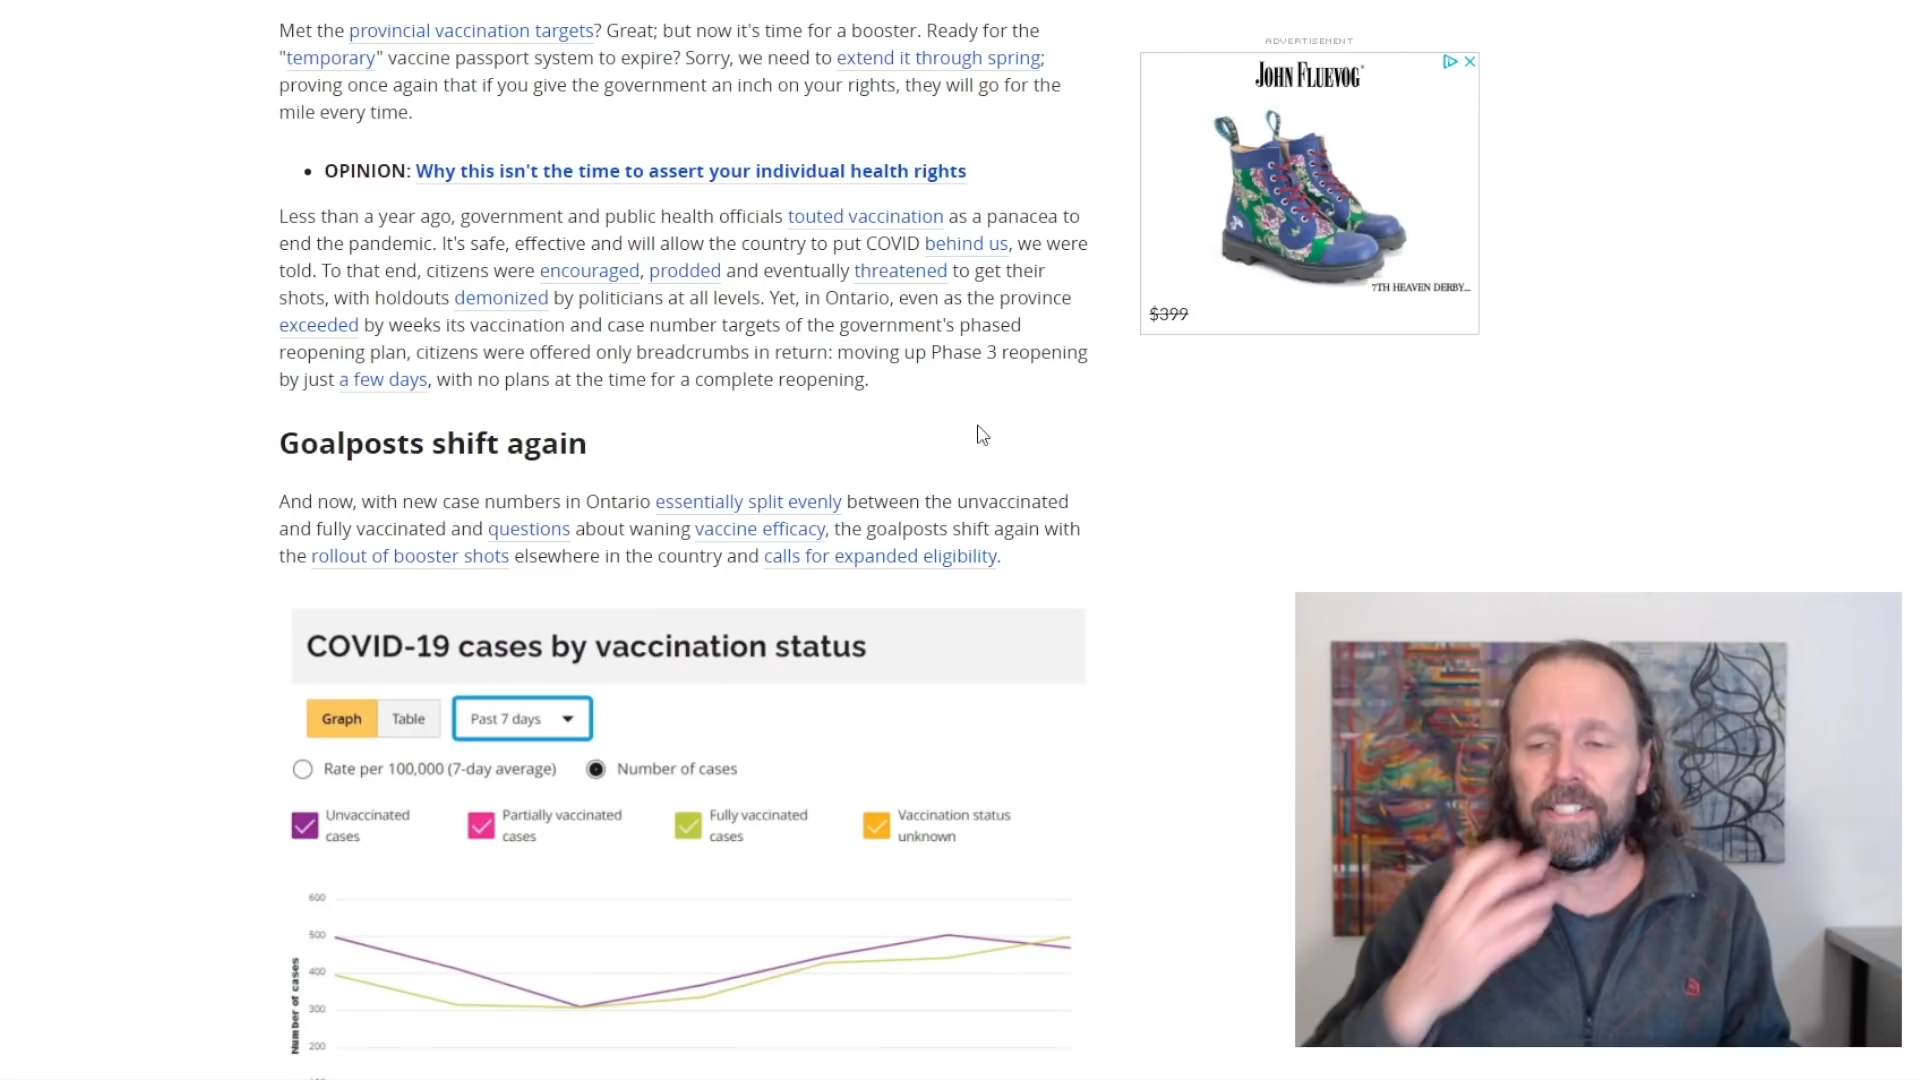 Met the provincial vaccination targets? Great; but now it's time for a booster. Ready for the
"temporary" vaccine passport system to expire? Sorry, we need to extend it through spring;
proving once again that if you give the government an inch on your rights, they will go for the
mile every time.
• OPINION: Why this isn't the time to assert your individual health rights
Less than a year ago, government and public health officials touted vaccination as a panacea to
end the pandemic. It's safe, effective and will allow the country to put COVID behind us, we were
told. To that end, citizens were encouraged, prodded and eventually threatened to get their
shots, with holdouts demonized by politicians at all levels. Yet, in Ontario, even as the province
exceeded by weeks its vaccination and case number targets of the government's phased
reopening plan, citizens were offered only breadcrumbs in return: moving up Phase 3 reopening
by just a few days, with no plans at the time for a complete reopening.
Goalposts shift again
And now, with new case numbers in Ontario essentially split evenly between the unvaccinated
and fully vaccinated and questions about waning vaccine efficacy, the goalposts shift again with
the rollout of booster shots elsewhere in the country and calls for expanded eligibility.
COVID-19 cases by vaccination status
Graph Table Past 7 days
Rate per 100,000 (7-day average) Number of cases
Unvaccinated cases
Partially vaccinated cases
Fully vaccinated cases
Vaccination status unknown
600
500
400
300
200
Number of cases
ADVERTISEMENT
JOHN FLUEVOG
7TH HEAVEN DERBY...
$399